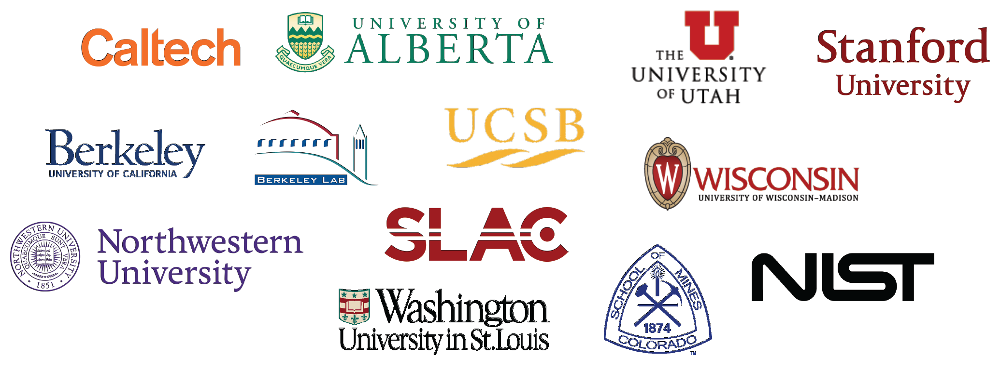 Caltech
UNIVERSITY OF
ALBERTA
QUAECUMQUE VERA
U
THE
UNIVERSITY
OF UTAH
Stanford
University
Berkeley
UNIVERSITY OF CALIFORNIA
BERKELEY LAB
UCSB
W
WISCONSIN
UNIVERSITY OF WISCONSIN–MADISON
NORTHWESTERN UNIVERSITY
QUAECUMQUE SUNT VERA
1851
Northwestern
University
SLAC
Washington
University in St.Louis
SCHOOL OF MINES
1874
COLORADO
TM
NIST